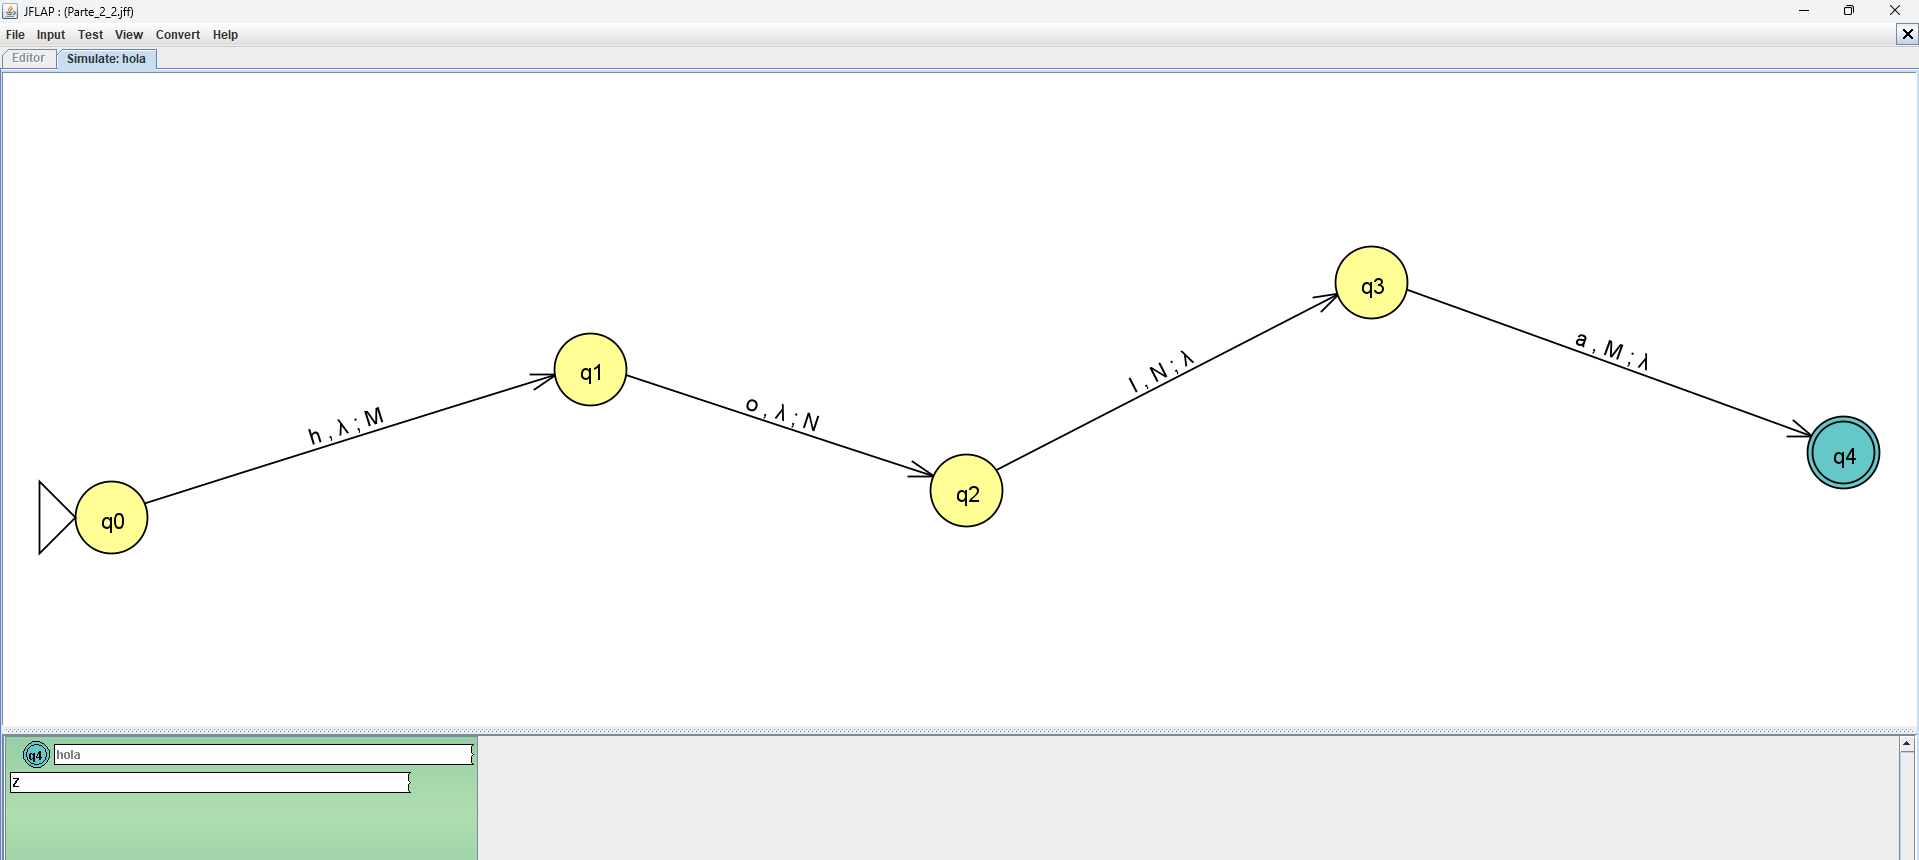 JFLAP : (Parte_2_2.jff)
File Input Test View Convert Help
Editor Simulate: hola
q3
a , M ; λ
q1
l , N ; λ
h , λ ; M
o , λ ; N
q4
q2
q0
q4 hola
Z